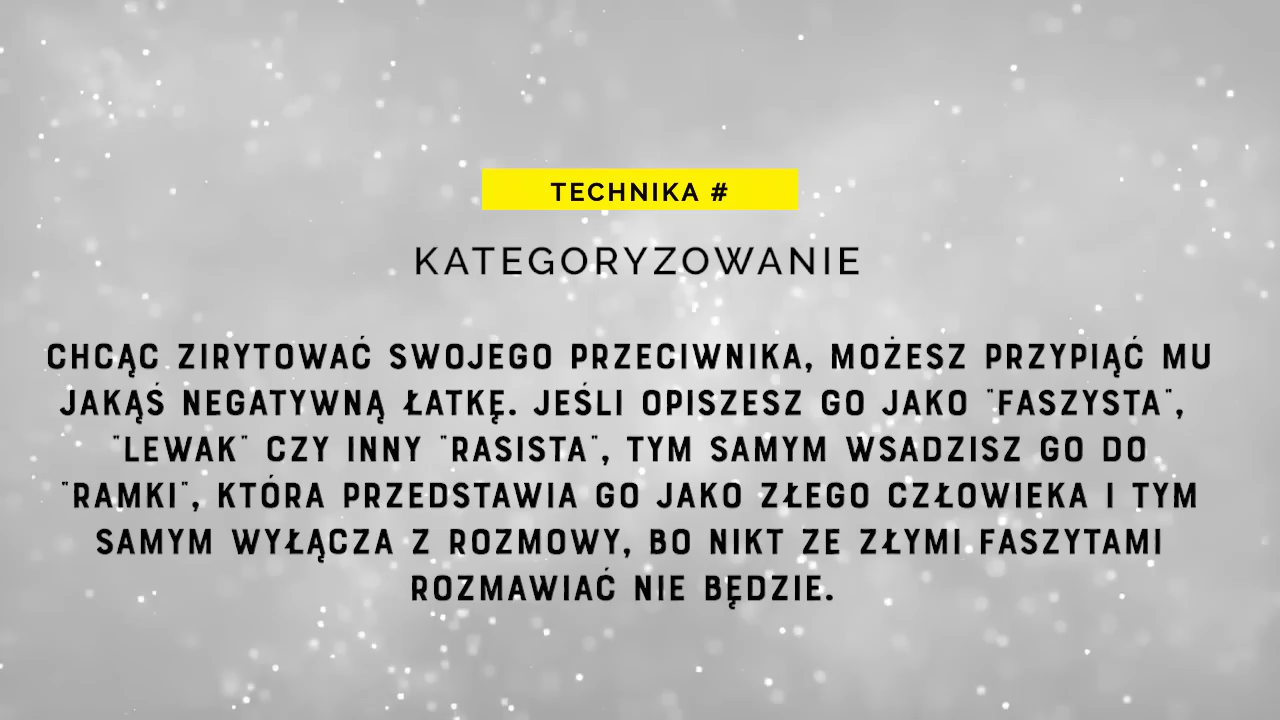 TECHNIKA #
KATEGORYZOWANIE
CHCĄC ZIRYTOWAĆ SWOJEGO PRZECIWNIKA, MOŻESZ PRZYPIĄĆ MU
JAKĄŚ NEGATYWNĄ ŁATKĘ. JEŚLI OPISZESZ GO JAKO "FASZYSTA",
"LEWAK" CZY INNY "RASISTA", TYM SAMYM WSADZISZ GO DO
"RAMKI", KTÓRA PRZEDSTAWIA GO JAKO ZŁEGO CZŁOWIEKA I TYM
SAMYM WYŁĄCZA Z ROZMOWY, BO NIKT ZE ZŁYMI FASZYTAMI
ROZMAWIAĆ NIE BĘDZIE.